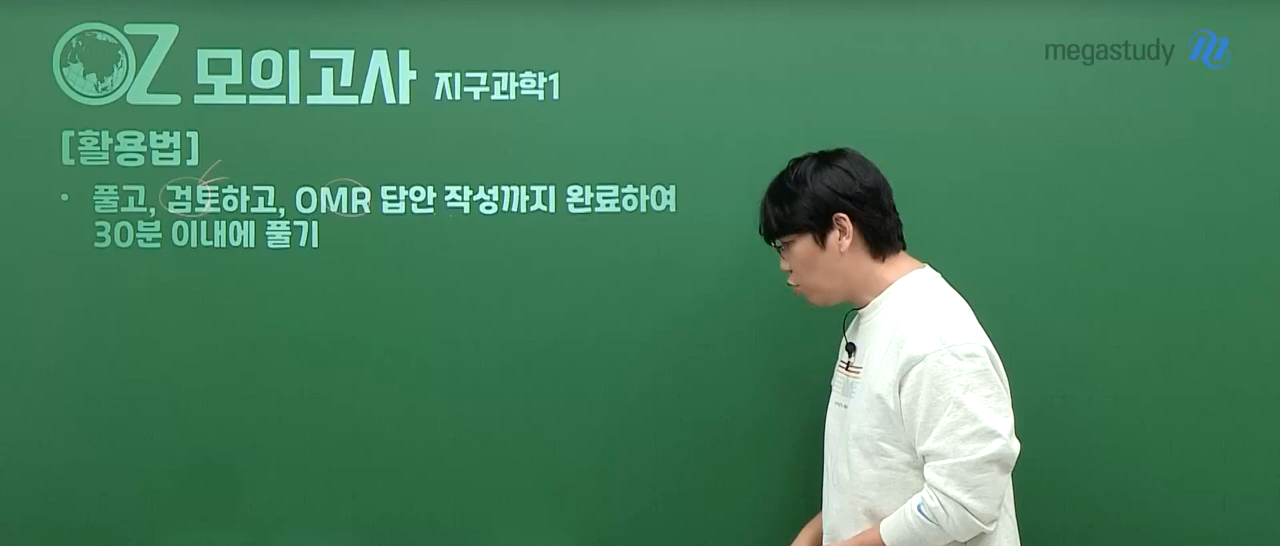 OZ 모의고사 지구과학1
megastudy
[활용법]
• 풀고, 검토하고, OMR 답안 작성까지 완료하여
30분 이내에 풀기